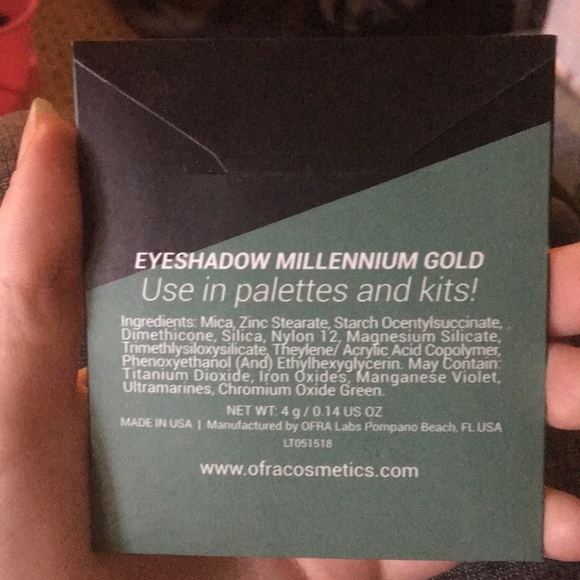 EYESHADOW MILLENNIUM GOLD
Use in palettes and kits!
Ingredients: Mica, Zinc Stearate, Starch Ocentylsuccinate,
Dimethicone, Silica, Nylon 12, Magnesium Silicate,
Trimethlysiloxysilicate, Theylene/ Acrylic Acid Copolymer,
Phenoxyethanol (And) Ethylhexyglycerin. May Contain:
Titanium Dioxide, Iron Oxides, Manganese Violet,
Ultramarines, Chromium Oxide Green.
NET WT: 4 g / 0.14 US OZ
MADE IN USA | Manufactured by OFRA Labs Pompano Beach, FL USA
LT051518
www.ofracosmetics.com